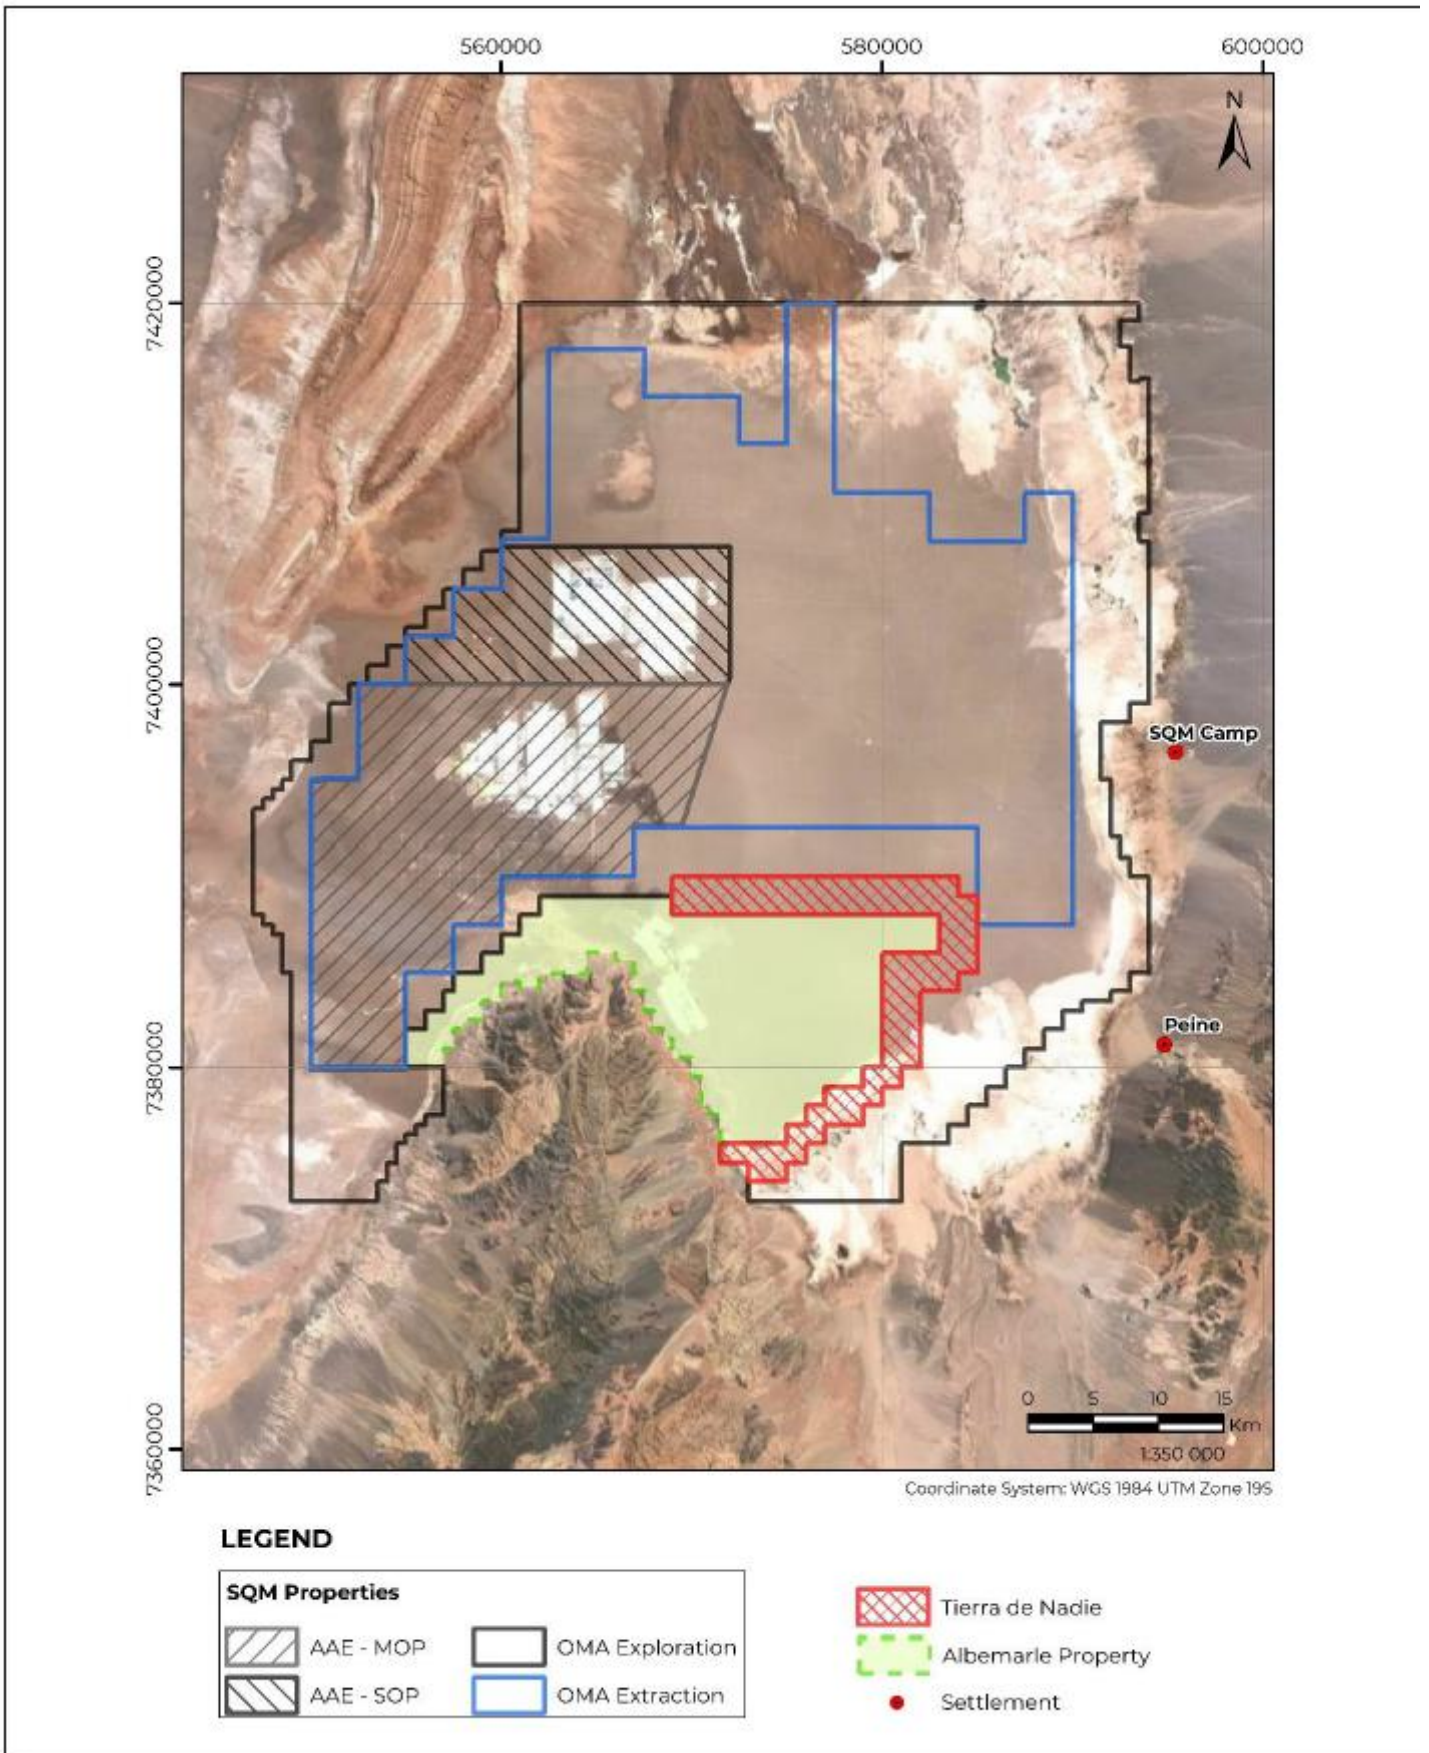 560000 580000 600000
N
7420000
7400000
SQM Camp
Peine
7380000
0 5 10 15
Km
1:350 000
7360000
Coordinate System: WGS 1984 UTM Zone 19S
LEGEND
SQM Properties
AAE - MOP OMA Exploration
AAE - SOP OMA Extraction
Tierra de Nadie
Albemarle Property
Settlement